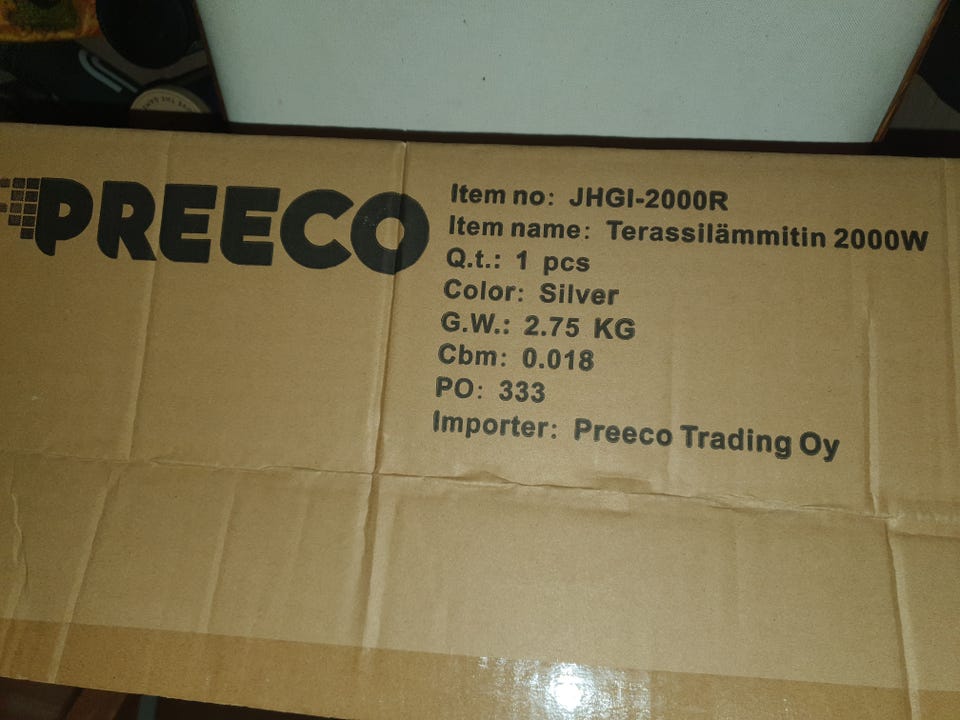 PREECO
Item no: JHGI-2000R
Item name: Terassilämmitin 2000W
Q.t.: 1 pcs
Color: Silver
G.W.: 2.75 KG
Cbm: 0.018
PO: 333
Importer: Preeco Trading Oy